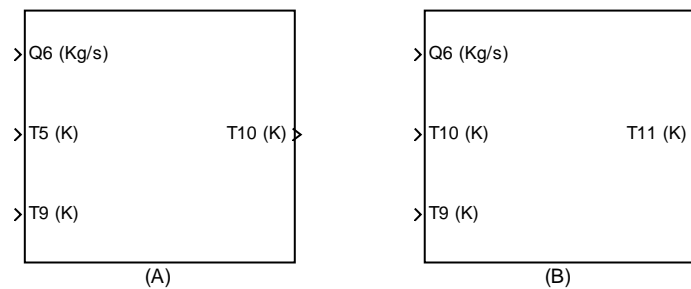 Q6 (Kg/s)
T5 (K)
T10 (K)
T9 (K)
(A)
Q6 (Kg/s)
T10 (K)
T11 (K)
T9 (K)
(B)